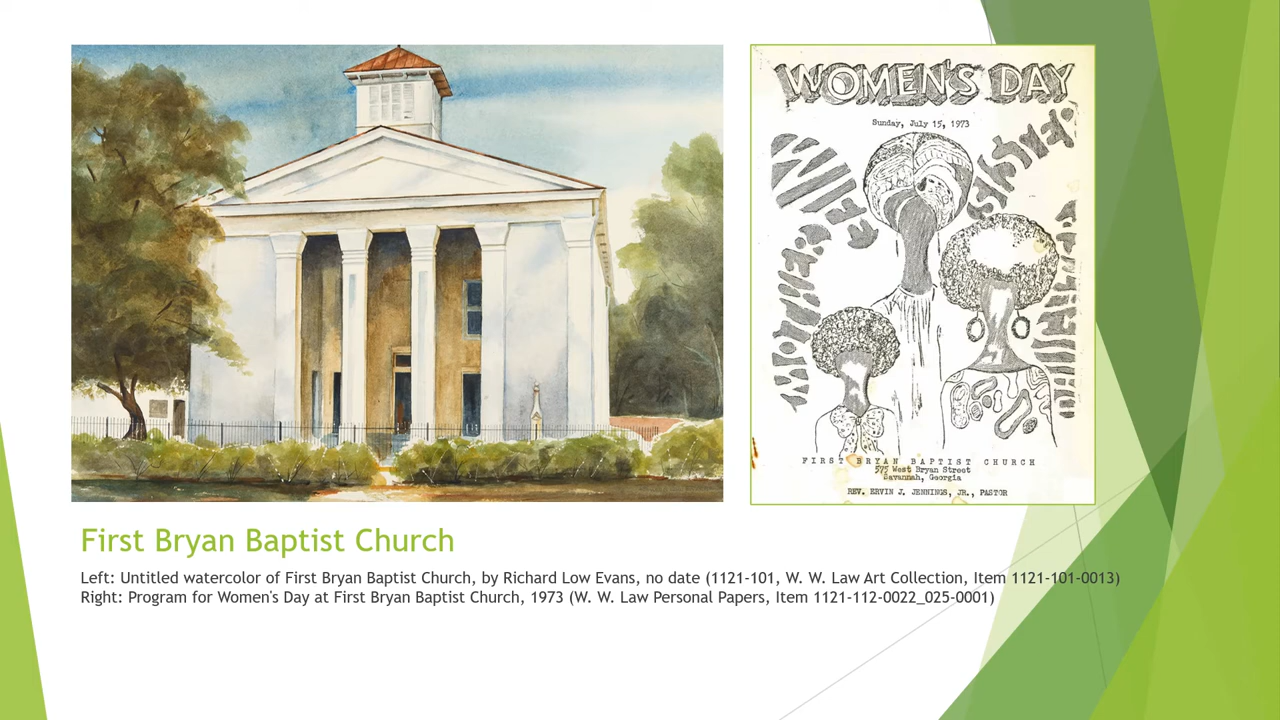 WOMEN'S DAY
Sunday, July 15, 1973
WIFE
SISTER
MOTHER
FIRST BRYAN BAPTIST CHURCH
575 West Bryan Street
Savannah, Georgia
REV. ERVIN J. JENNINGS, JR., PASTOR
First Bryan Baptist Church
Left: Untitled watercolor of First Bryan Baptist Church, by Richard Low Evans, no date (1121-101, W. W. Law Art Collection, Item 1121-101-0013)
Right: Program for Women's Day at First Bryan Baptist Church, 1973 (W. W. Law Personal Papers, Item 1121-112-0022_025-0001)